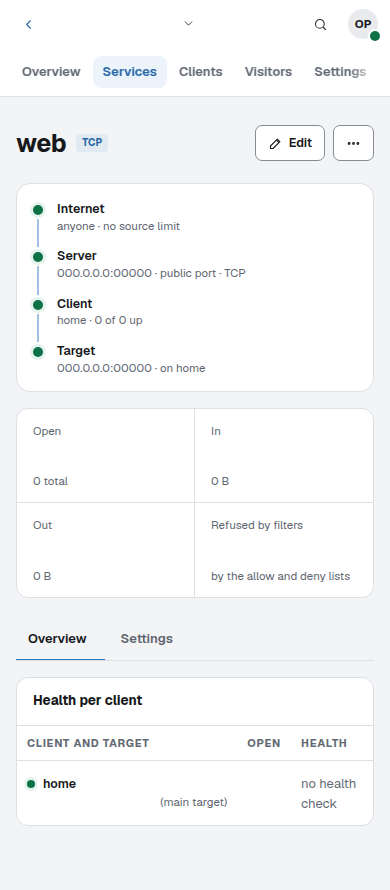 OP
Overview Services Clients Visitors Settings
web TCP Edit
Internet
anyone · no source limit
Server
000.0.0.0:00000 · public port · TCP
Client
home · 0 of 0 up
Target
000.0.0.0:00000 · on home
Open In
0 total 0 B
Out Refused by filters
0 B by the allow and deny lists
Overview Settings
Health per client
CLIENT AND TARGET OPEN HEALTH
home no health
(main target) check